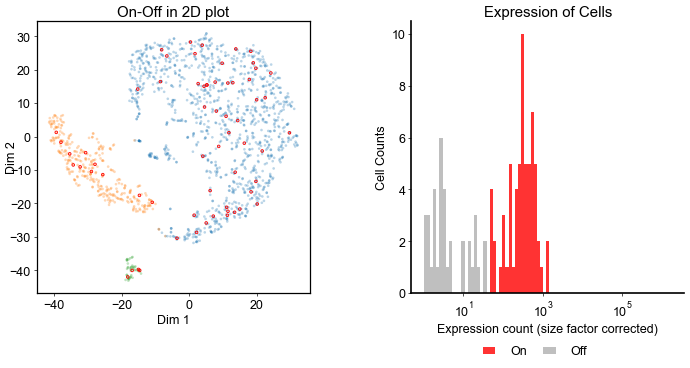 On-Off in 2D plot
30
20
10
0
−10
−20
−30
−40
Dim 2
−40
−20
0
20
Dim 1
Expression of Cells
10
8
6
4
2
0
Cell Counts
10^1
10^3
10^5
Expression count (size factor corrected)
On
Off